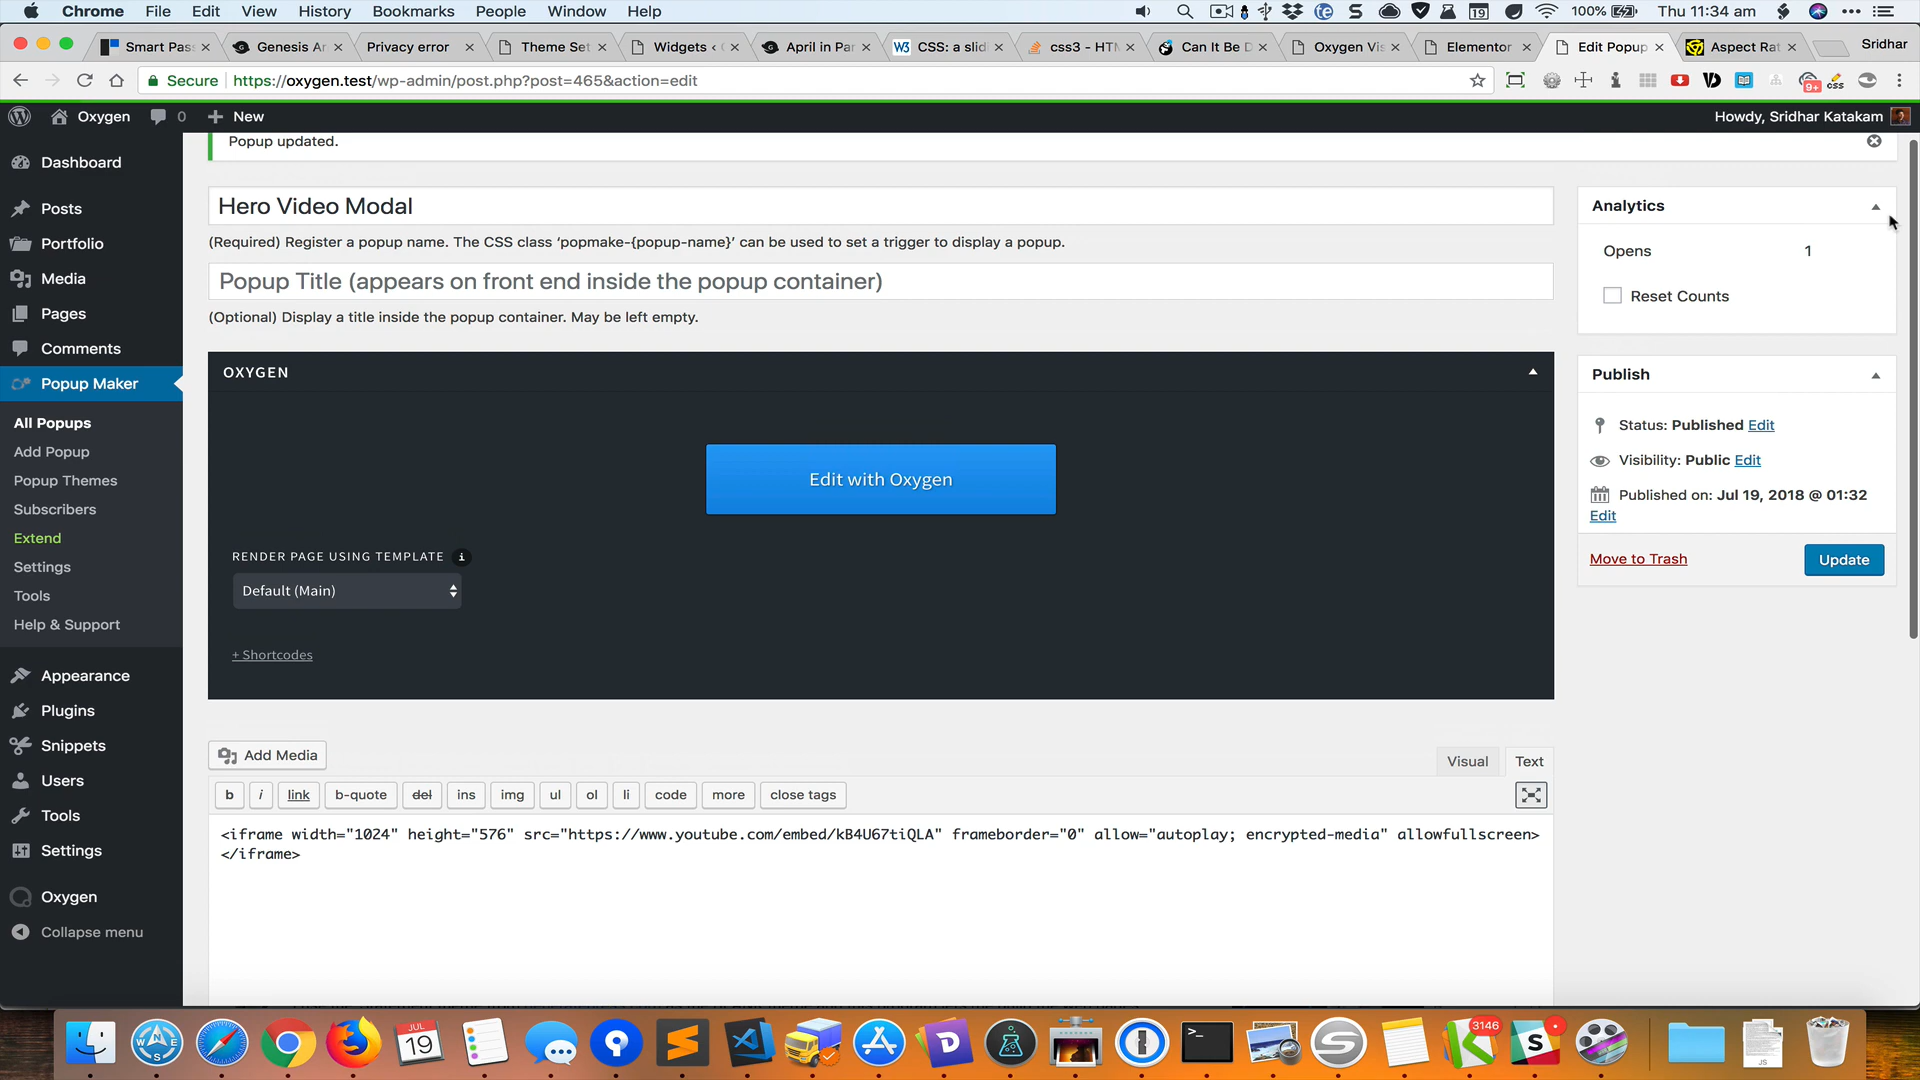 Chrome File Edit View History Bookmarks People Window Help
100% Thu 11:34 am
Smart Pas
Genesis Ar
Privacy error
Theme Set
Widgets ‹
April in Par
CSS: a slid
css3 - HTM
Can It Be D
Oxygen Vis
Elementor
Edit Popup
Aspect Rat
Sridhar
Secure https://oxygen.test/wp-admin/post.php?post=465&action=edit
Oxygen 0 New
Howdy, Sridhar Katakam
Dashboard
Posts
Portfolio
Media
Pages
Comments
Popup Maker
All Popups
Add Popup
Popup Themes
Subscribers
Extend
Settings
Tools
Help & Support
Appearance
Plugins
Snippets
Users
Tools
Settings
Oxygen
Collapse menu
Popup updated.
Hero Video Modal
(Required) Register a popup name. The CSS class ‘popmake-{popup-name}’ can be used to set a trigger to display a popup.
Popup Title (appears on front end inside the popup container)
(Optional) Display a title inside the popup container. May be left empty.
OXYGEN
Edit with Oxygen
RENDER PAGE USING TEMPLATE
Default (Main)
+ Shortcodes
Add Media
Visual Text
b i link b-quote del ins img ul ol li code more close tags
<iframe width="1024" height="576" src="https://www.youtube.com/embed/kB4U67tiQLA" frameborder="0" allow="autoplay; encrypted-media" allowfullscreen>
</iframe>
Analytics
Opens 1
Reset Counts
Publish
Status: Published Edit
Visibility: Public Edit
Published on: Jul 19, 2018 @ 01:32
Edit
Move to Trash
Update
JUL
19
3146